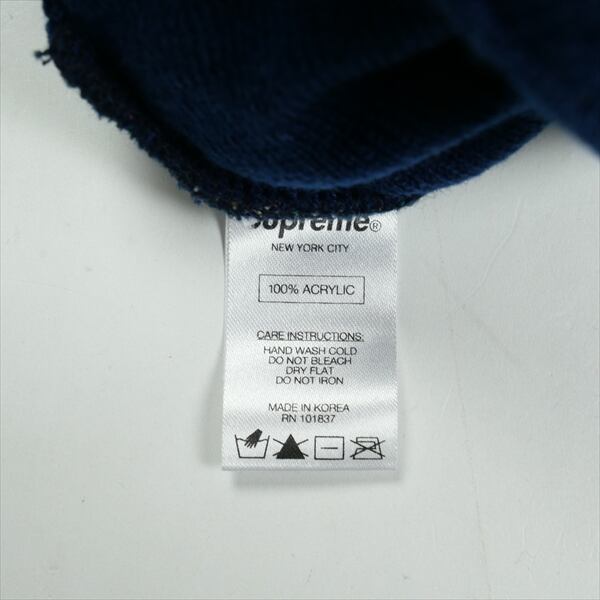 Supreme®
NEW YORK CITY
100% ACRYLIC
CARE INSTRUCTIONS:
HAND WASH COLD
DO NOT BLEACH
DRY FLAT
DO NOT IRON
MADE IN KOREA
RN 101837